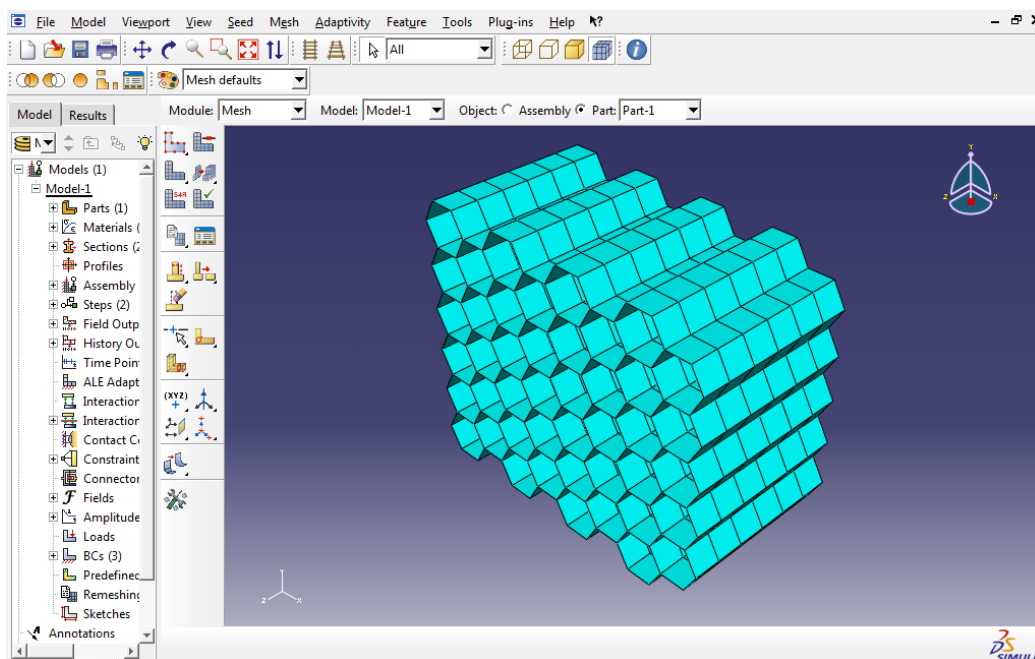 File Model Viewport View Seed Mesh Adaptivity Feature Tools Plug-ins Help
All
Mesh defaults
Model Results
Module: Mesh Model: Model-1 Object: Assembly Part: Part-1
Models (1)
Model-1
Parts (1)
Materials (
Sections (2
Profiles
Assembly
Steps (2)
Field Outp
History Ou
Time Poin
ALE Adapt
Interaction
Interaction
Contact Co
Constraint
Connector
Fields
Amplitude
Loads
BCs (3)
Predefined
Remeshing
Sketches
Annotations
S4R
(XYZ)
Y
Z X
Y
Z X
SIMULI